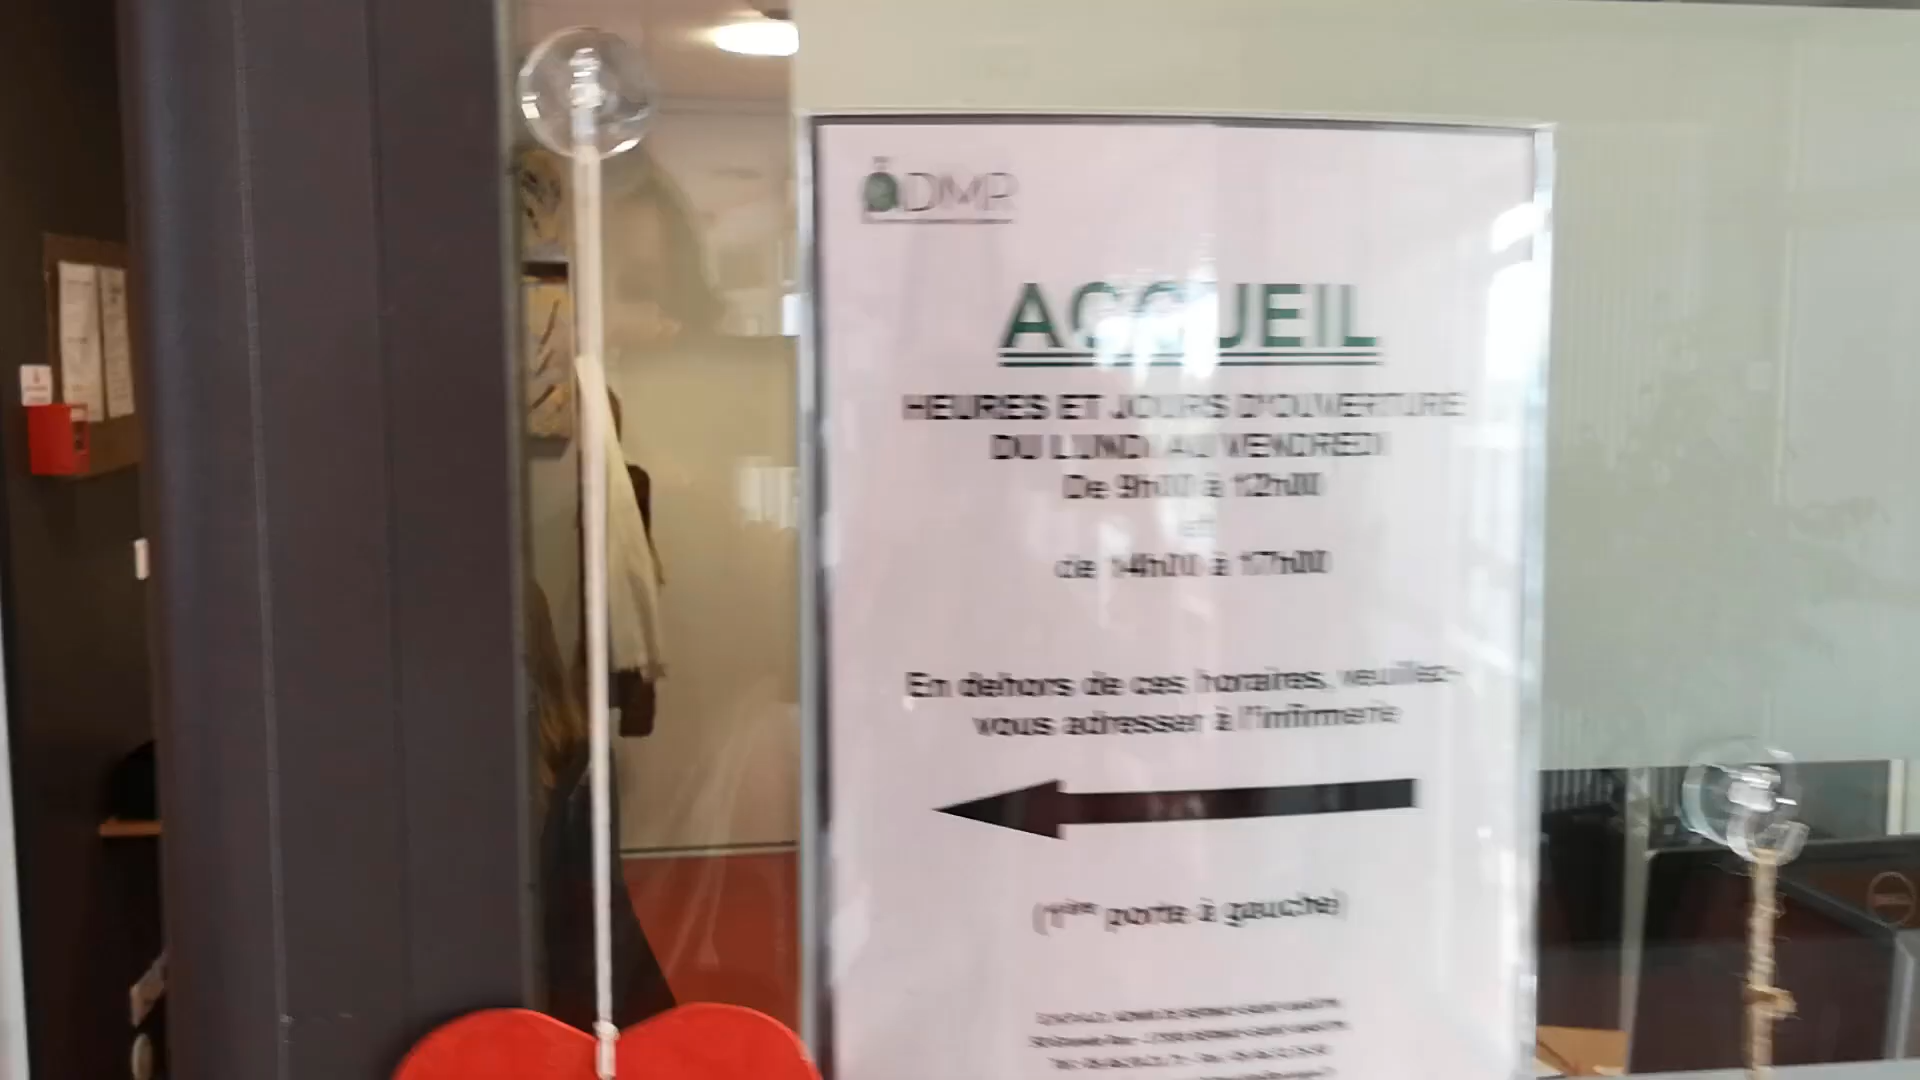 ADMR
ACCUEIL
HEURES ET JOURS D'OUVERTURE
DU LUNDI AU VENDREDI
De 9h00 à 12h00
et
de 14h00 à 17h00
En dehors de ces horaires, veuillez-
vous adresser à l'infirmerie
(1ère porte à gauche)